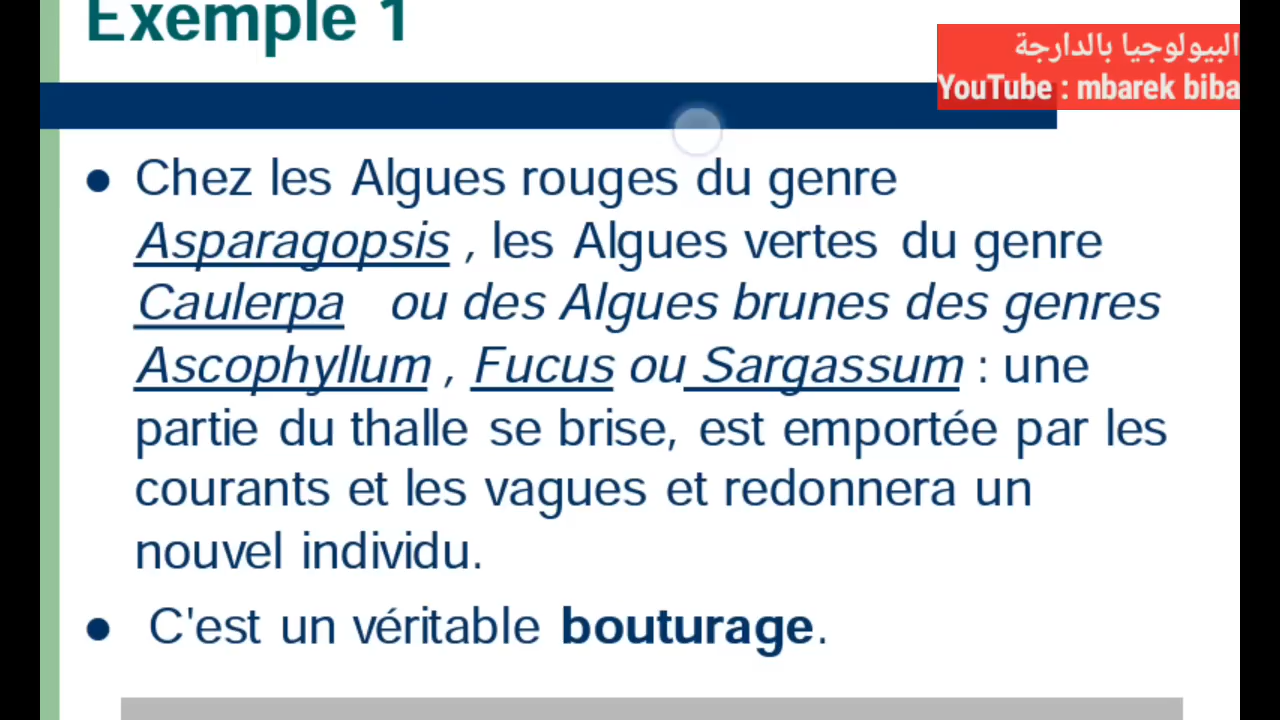 Exemple 1
البيولوجيا بالدارجة
YouTube : mbarek biba
Chez les Algues rouges du genre
Asparagopsis , les Algues vertes du genre
Caulerpa ou des Algues brunes des genres
Ascophyllum , Fucus ou Sargassum : une
partie du thalle se brise, est emportée par les
courants et les vagues et redonnera un
nouvel individu.
C'est un véritable bouturage.